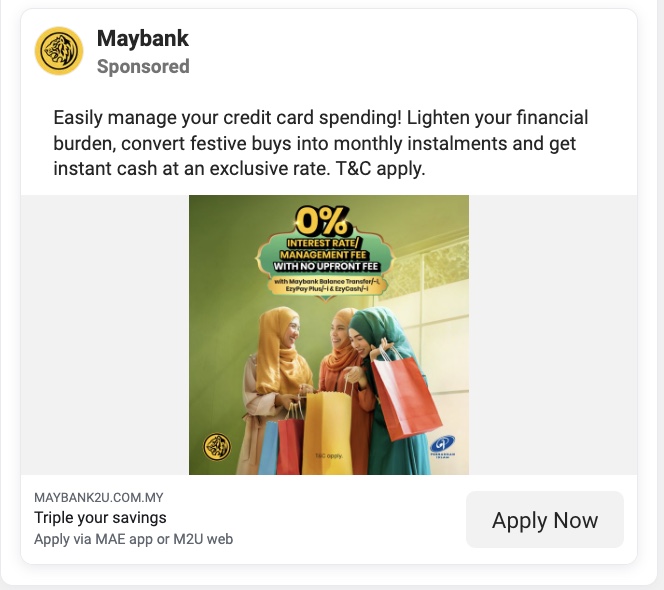 Maybank
Sponsored
Easily manage your credit card spending! Lighten your financial
burden, convert festive buys into monthly instalments and get
instant cash at an exclusive rate. T&C apply.
0%
INTEREST RATE/
MANAGEMENT FEE
WITH NO UPFRONT FEE
with Maybank Balance Transfer/-i,
EzyPay Plus/-i & EzyCash/-i
T&C apply.
PERBANKAN
ISLAM
MAYBANK2U.COM.MY
Triple your savings
Apply via MAE app or M2U web
Apply Now